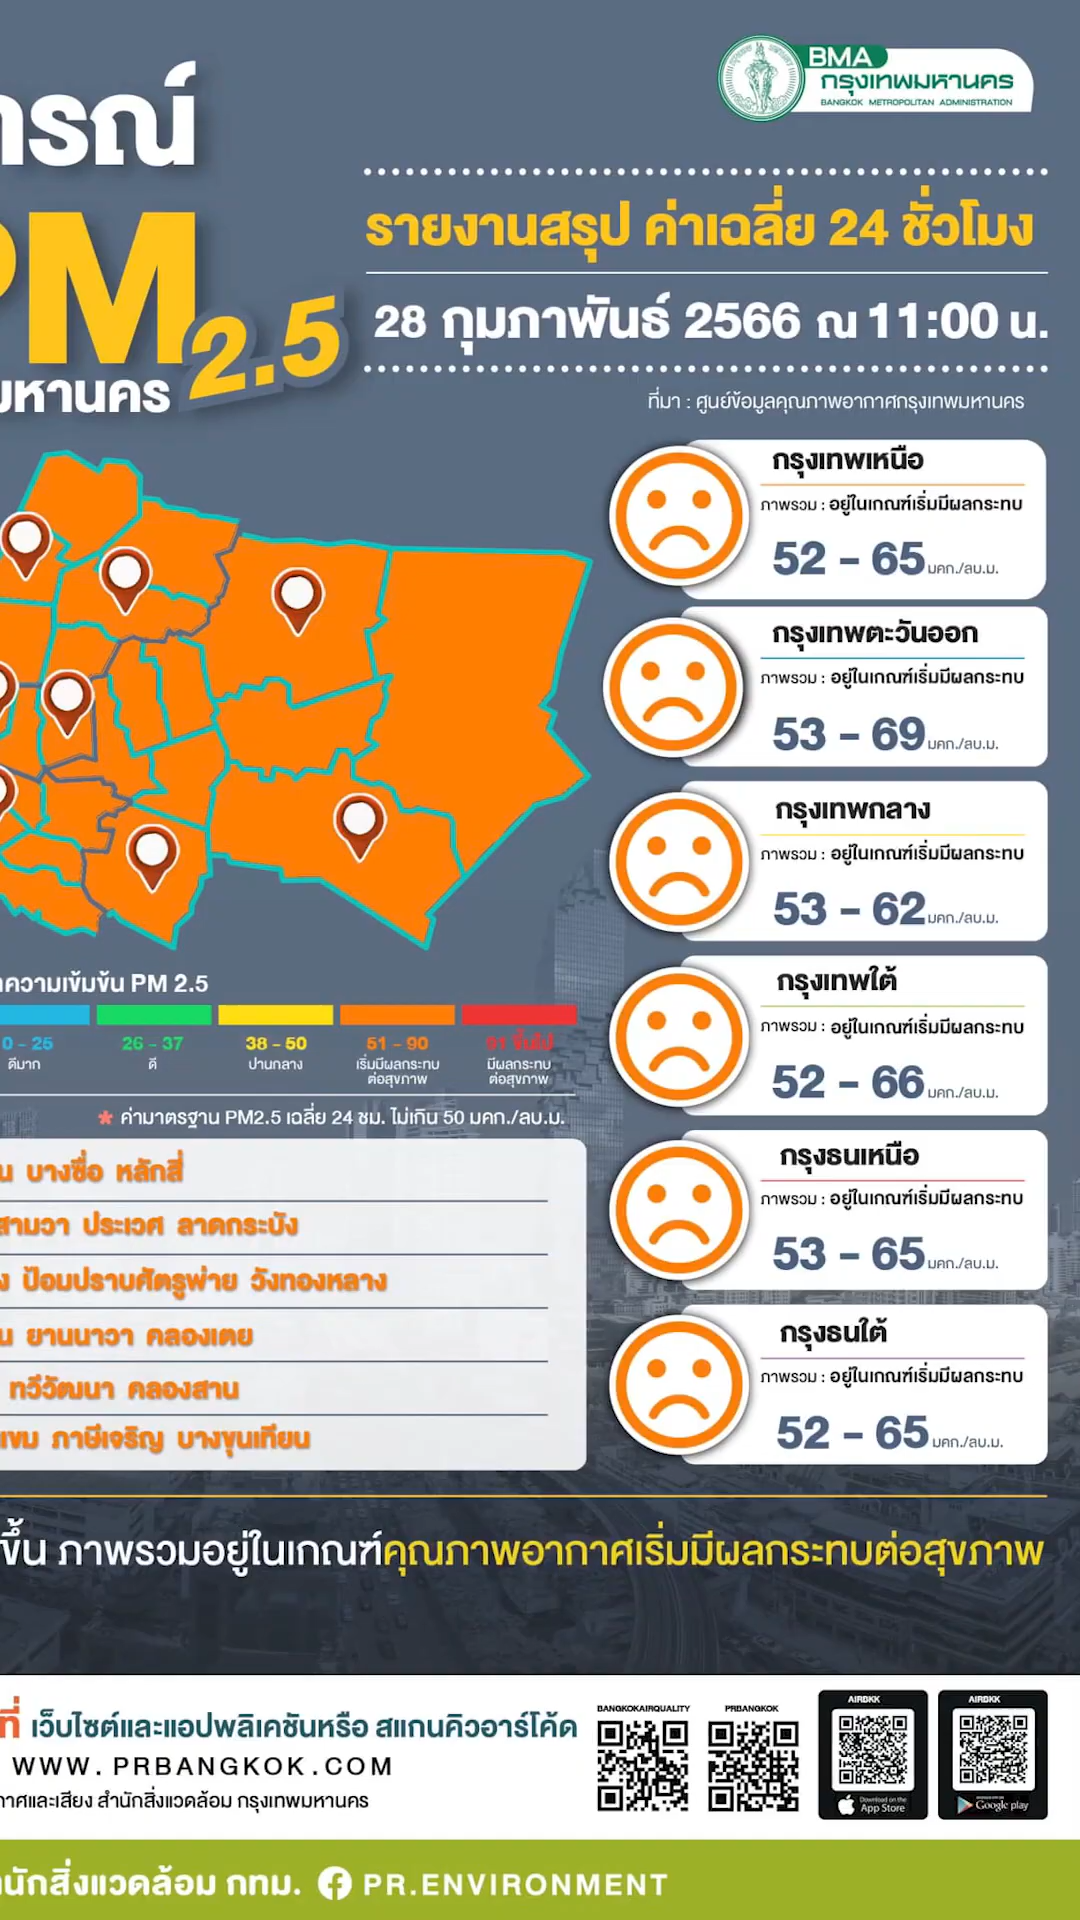 BMA
กรุงเทพมหานคร
BANGKOK METROPOLITAN ADMINISTRATION
ารณ์
PM2.5
มหานคร
รายงานสรุป ค่าเฉลี่ย 24 ชั่วโมง
28 กุมภาพันธ์ 2566 ณ 11:00 น.
ที่มา : ศูนย์ข้อมูลคุณภาพอากาศกรุงเทพมหานคร
กรุงเทพเหนือ
ภาพรวม : อยู่ในเกณฑ์เริ่มมีผลกระทบ
52 - 65 มคก./ลบ.ม.
กรุงเทพตะวันออก
ภาพรวม : อยู่ในเกณฑ์เริ่มมีผลกระทบ
53 - 69 มคก./ลบ.ม.
กรุงเทพกลาง
ภาพรวม : อยู่ในเกณฑ์เริ่มมีผลกระทบ
53 - 62 มคก./ลบ.ม.
กรุงเทพใต้
ภาพรวม : อยู่ในเกณฑ์เริ่มมีผลกระทบ
52 - 66 มคก./ลบ.ม.
กรุงธนเหนือ
ภาพรวม : อยู่ในเกณฑ์เริ่มมีผลกระทบ
53 - 65 มคก./ลบ.ม.
กรุงธนใต้
ภาพรวม : อยู่ในเกณฑ์เริ่มมีผลกระทบ
52 - 65 มคก./ลบ.ม.
ความเข้มข้น PM 2.5
0 - 25 26 - 37 38 - 50 51 - 90 91 ขึ้นไป
ดีมาก ดี ปานกลาง เริ่มมีผลกระทบ มีผลกระทบ
ต่อสุขภาพ ต่อสุขภาพ
* ค่ามาตรฐาน PM2.5 เฉลี่ย 24 ชม. ไม่เกิน 50 มคก./ลบ.ม.
น บางซื่อ หลักสี่
สามวา ประเวศ ลาดกระบัง
ง ป้อมปราบศัตรูพ่าย วังทองหลาง
น ยานนาวา คลองเตย
ทวีวัฒนา คลองสาน
แขม ภาษีเจริญ บางขุนเทียน
ขึ้น ภาพรวมอยู่ในเกณฑ์คุณภาพอากาศเริ่มมีผลกระทบต่อสุขภาพ
ที่ เว็บไซต์และแอปพลิเคชันหรือ สแกนคิวอาร์โค้ด
WWW.PRBANGKOK.COM
กาศและเสียง สำนักสิ่งแวดล้อม กรุงเทพมหานคร
BANGKOKAIRQUALITY PRBANGKOK AIRBKK AIRBKK
Download on the App Store
Google play
นักสิ่งแวดล้อม กทม. PR.ENVIRONMENT